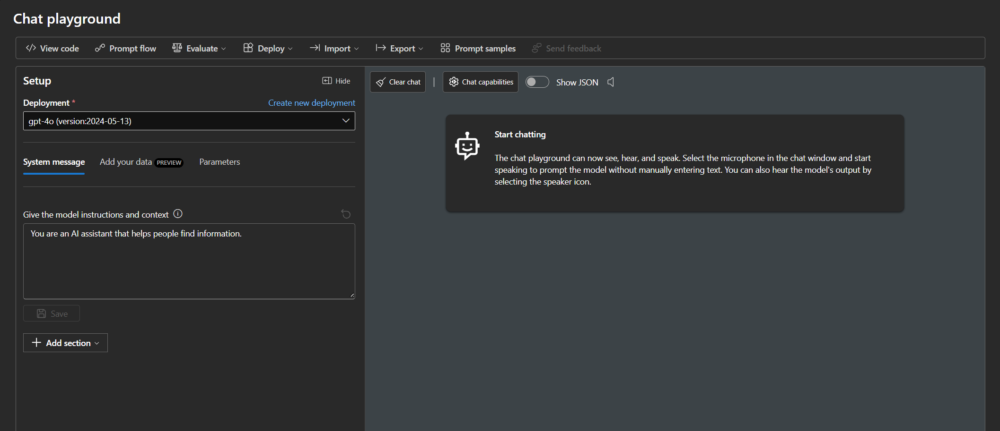 Chat playground
View code Prompt flow Evaluate Deploy Import Export Prompt samples Send feedback
Setup
Hide
Deployment *
Create new deployment
gpt-4o (version:2024-05-13)
System message Add your data PREVIEW Parameters
Give the model instructions and context
You are an AI assistant that helps people find information.
Save
Add section
Clear chat | Chat capabilities Show JSON
Start chatting
The chat playground can now see, hear, and speak. Select the microphone in the chat window and start
speaking to prompt the model without manually entering text. You can also hear the model's output by
selecting the speaker icon.